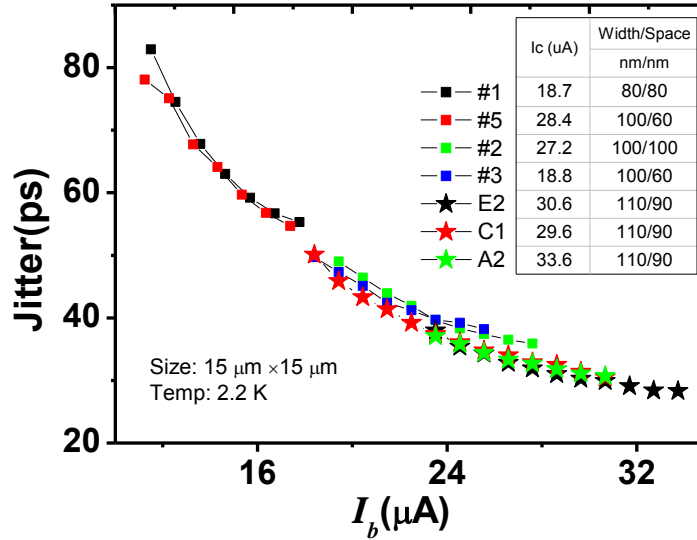 Ic (uA) Width/Space
nm/nm
#1 18.7 80/80
#5 28.4 100/60
#2 27.2 100/100
#3 18.8 100/60
E2 30.6 110/90
C1 29.6 110/90
A2 33.6 110/90
80
60
40
20
Jitter(ps)
Size: 15 μm ×15 μm
Temp: 2.2 K
16 24 32
I_b(μA)